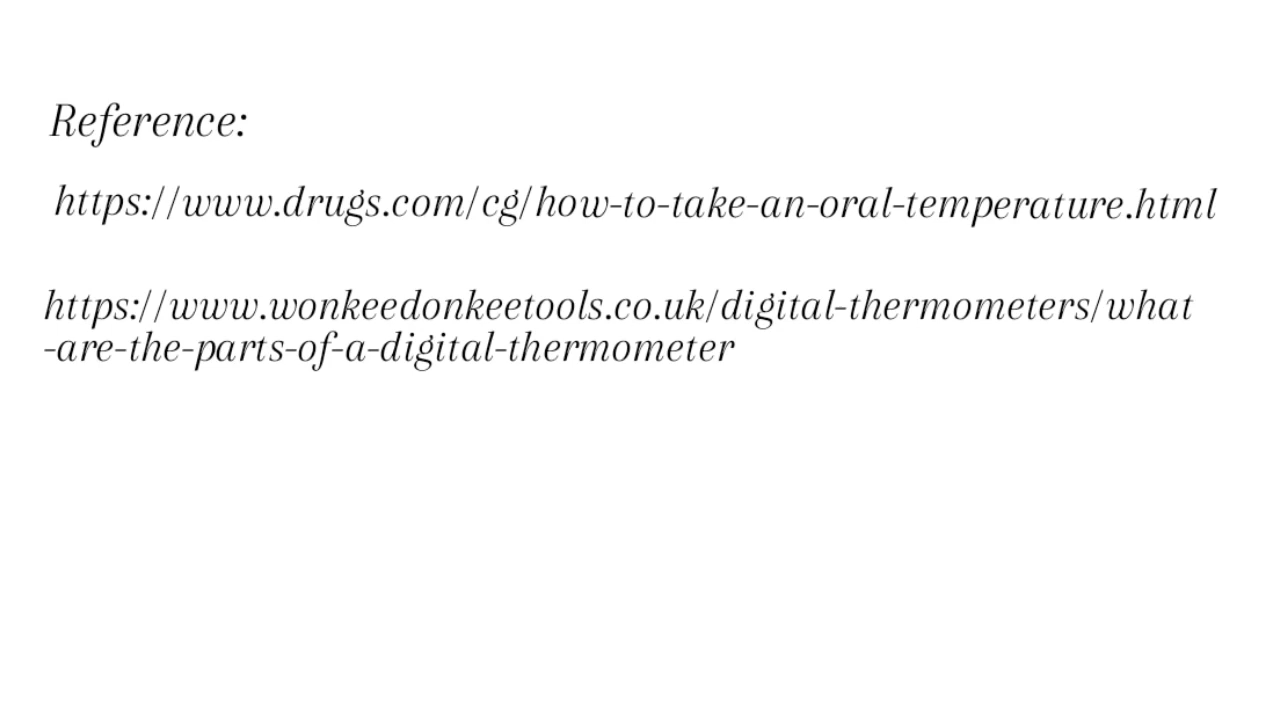 Reference:
https://www.drugs.com/cg/how-to-take-an-oral-temperature.html
https://www.wonkeedonkeetools.co.uk/digital-thermometers/what
-are-the-parts-of-a-digital-thermometer